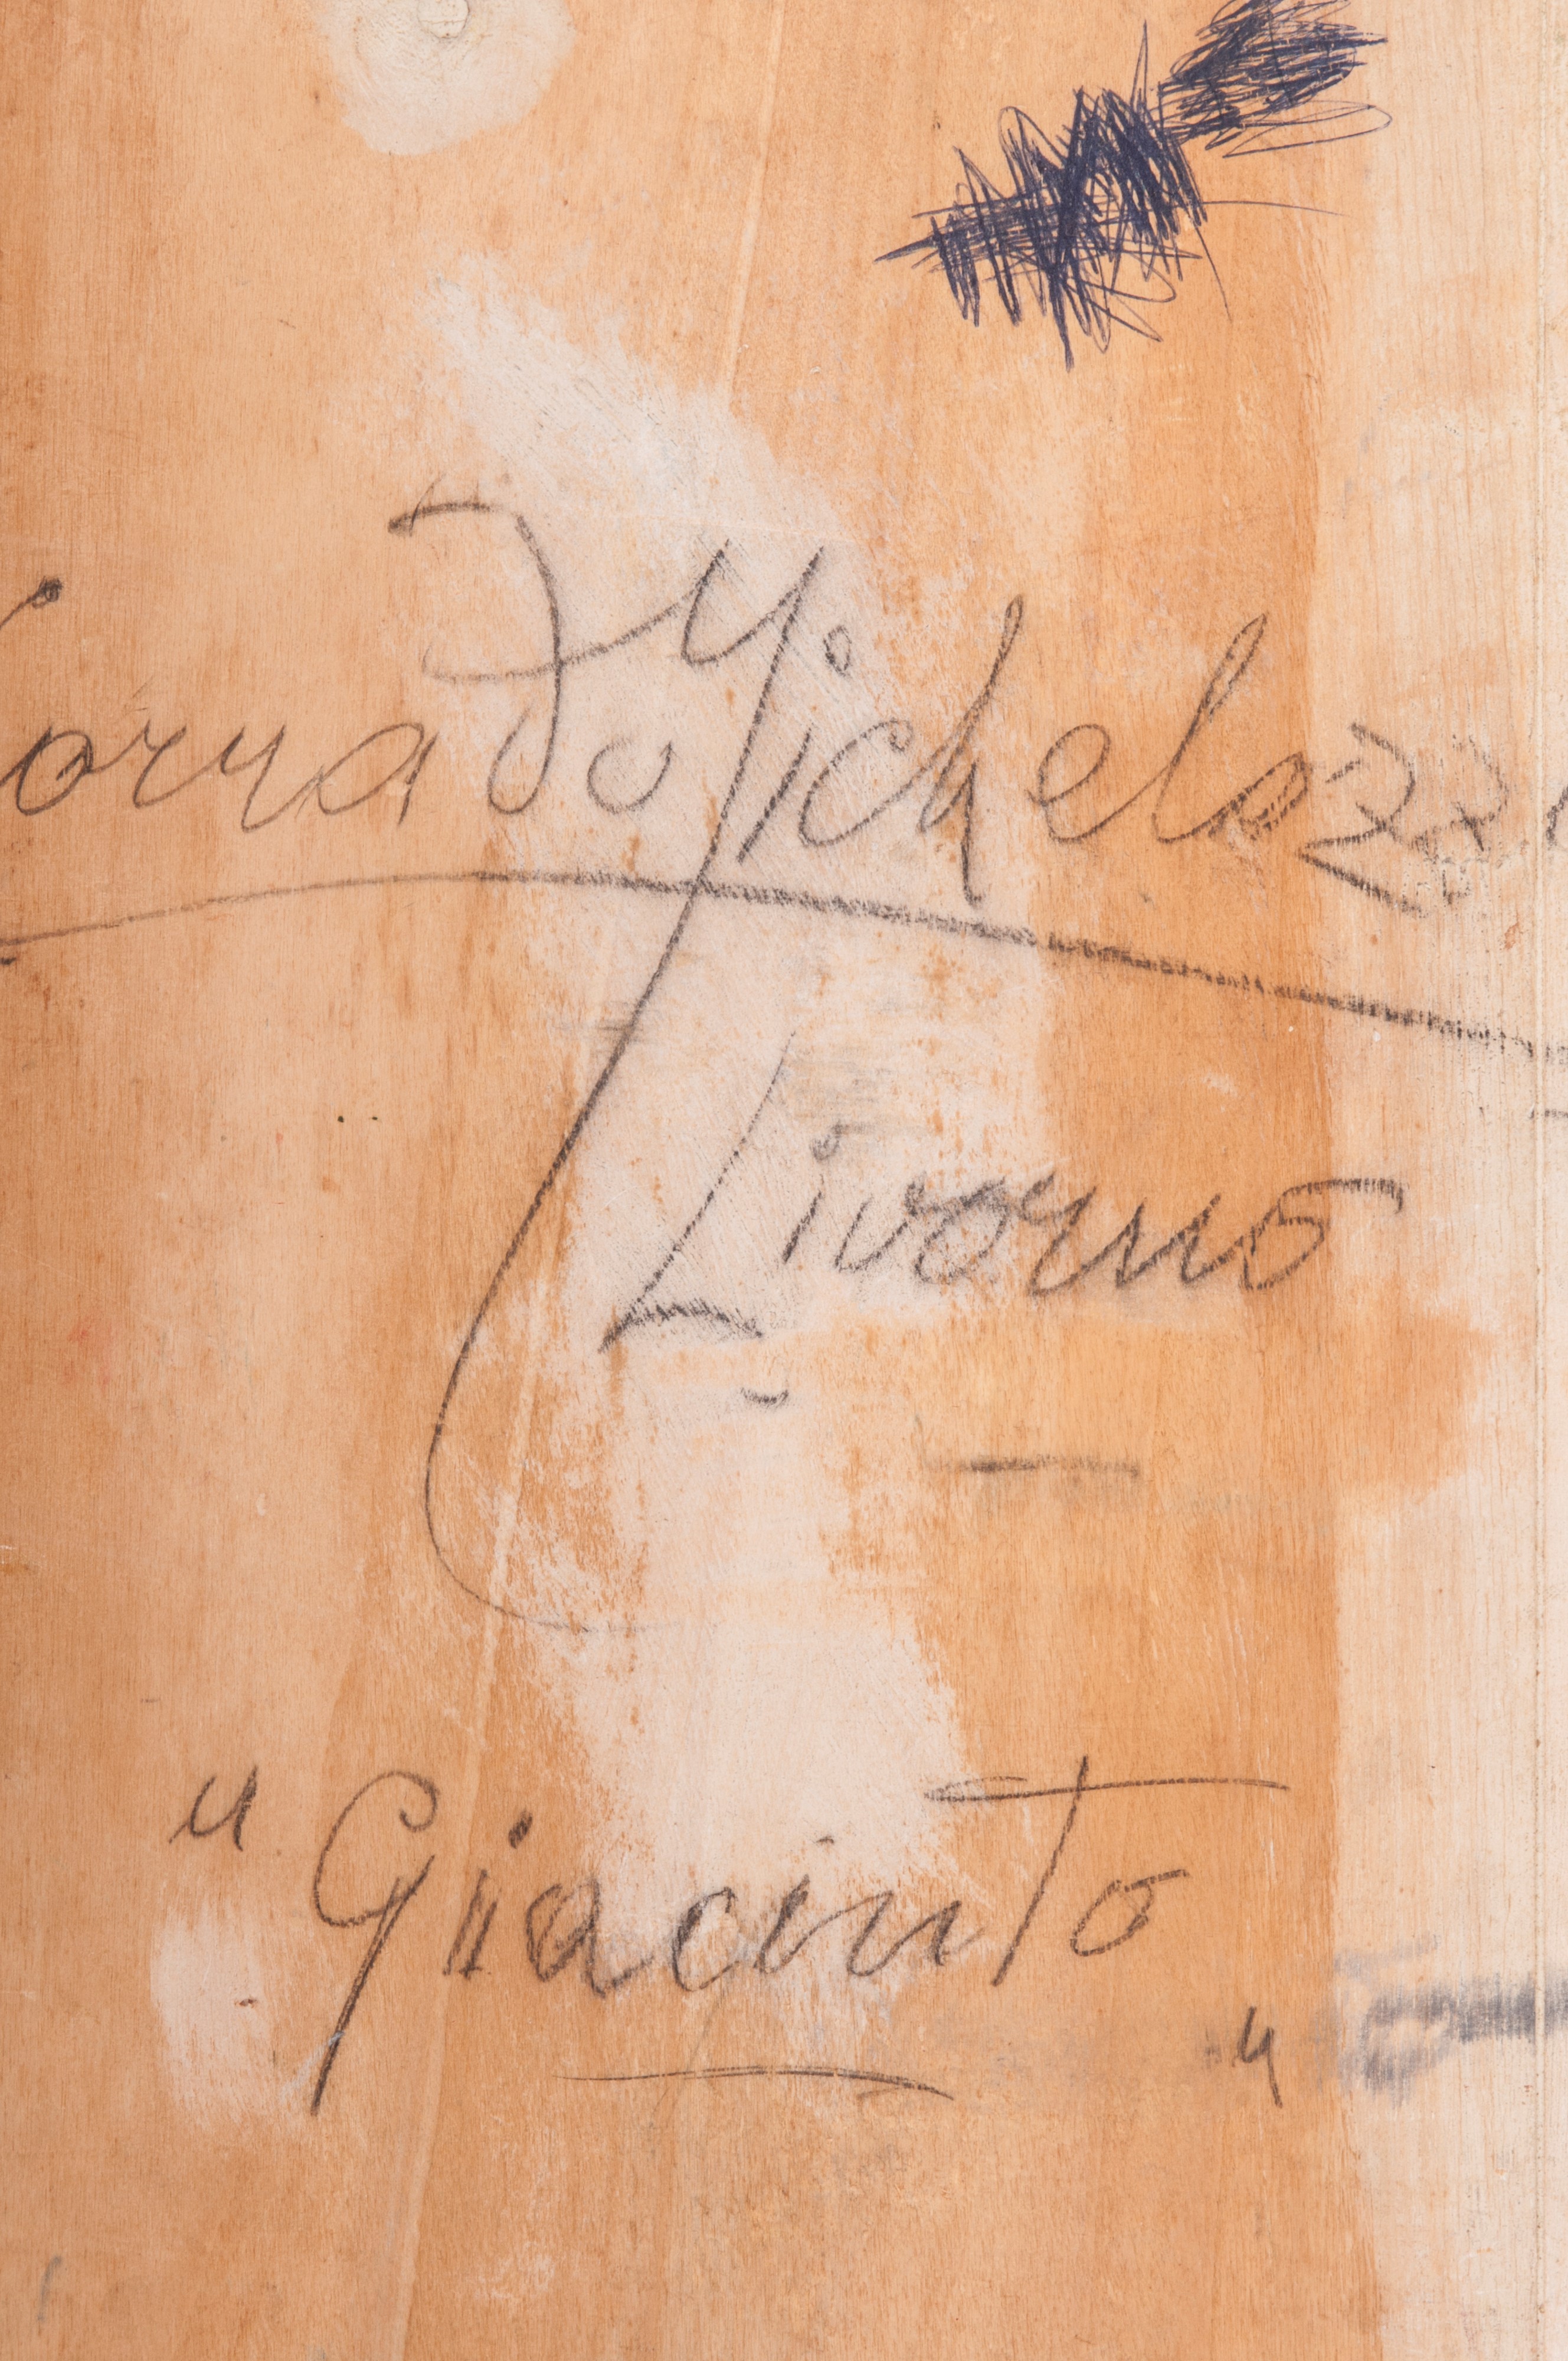 Corrado Michelozzi
Livorno
"Giacinto"